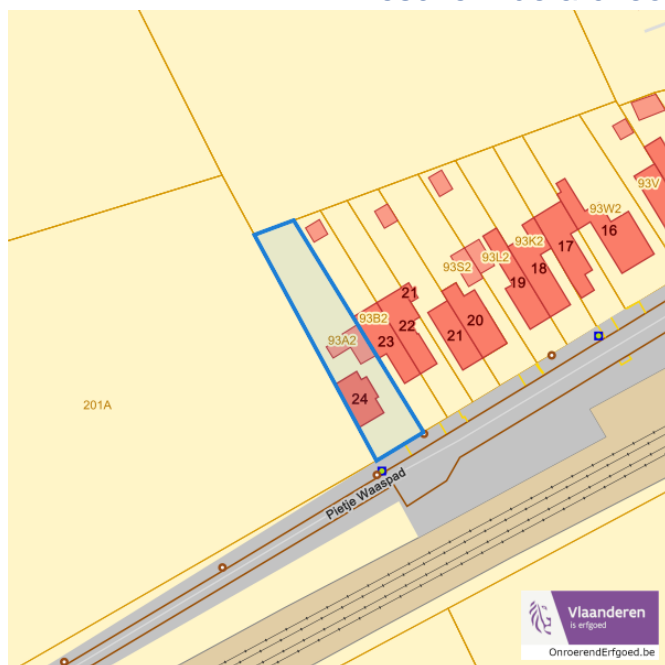 93V
93W2
16
93K2
17
93L2
18
93S2
19
21
20
21
93B2
22
23
93A2
24
201A
Pietje Waaspad
Vlaanderen
is erfgoed
OnroerendErfgoed.be